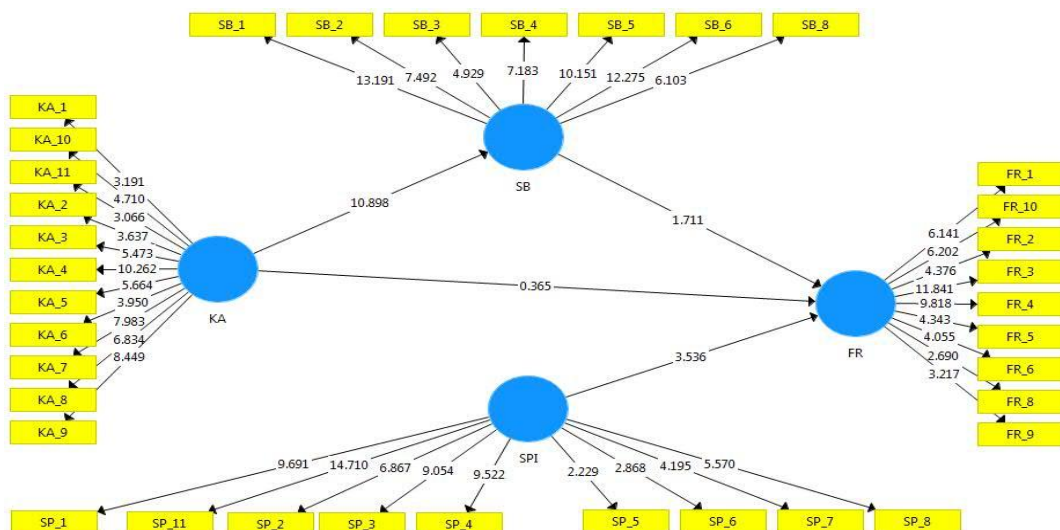 SB_1 SB_2 SB_3 SB_4 SB_5 SB_6 SB_8
13.191 7.492 4.929 7.183 10.151 12.275 6.103
SB
KA_1
KA_10
KA_11
KA_2
KA_3
KA_4
KA_5
KA_6
KA_7
KA_8
KA_9
3.191
4.710
3.066
3.637
5.473
10.262
5.664
3.950
7.983
6.834
8.449
KA
10.898
1.711
0.365
3.536
FR
6.141
6.202
4.376
11.841
9.818
4.343
4.055
2.690
3.217
FR_1
FR_10
FR_2
FR_3
FR_4
FR_5
FR_6
FR_8
FR_9
SPI
9.691 14.710 6.867 9.054 9.522 2.229 2.868 4.195 5.570
SP_1 SP_11 SP_2 SP_3 SP_4 SP_5 SP_6 SP_7 SP_8